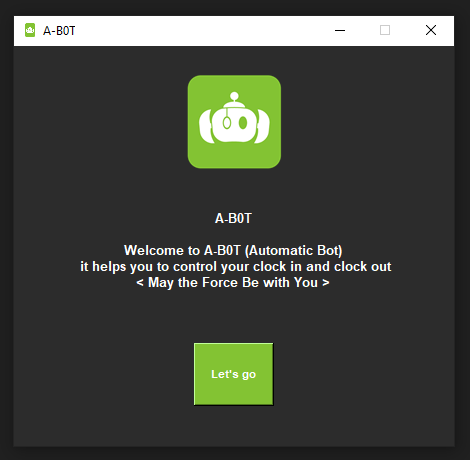 A-B0T
A-B0T
Welcome to A-B0T (Automatic Bot)
it helps you to control your clock in and clock out
< May the Force Be with You >
Let's go